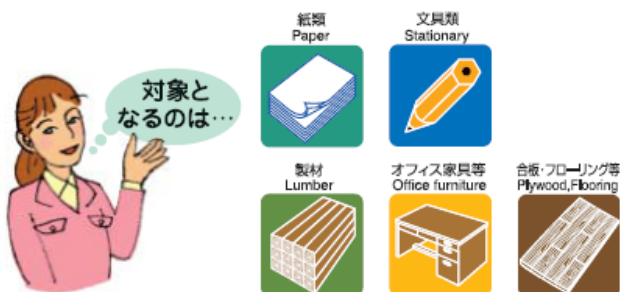 対象と
なるのは…
紙類
Paper
文具類
Stationary
製材
Lumber
オフィス家具等
Office furniture
合板・フローリング等
Plywood,Flooring